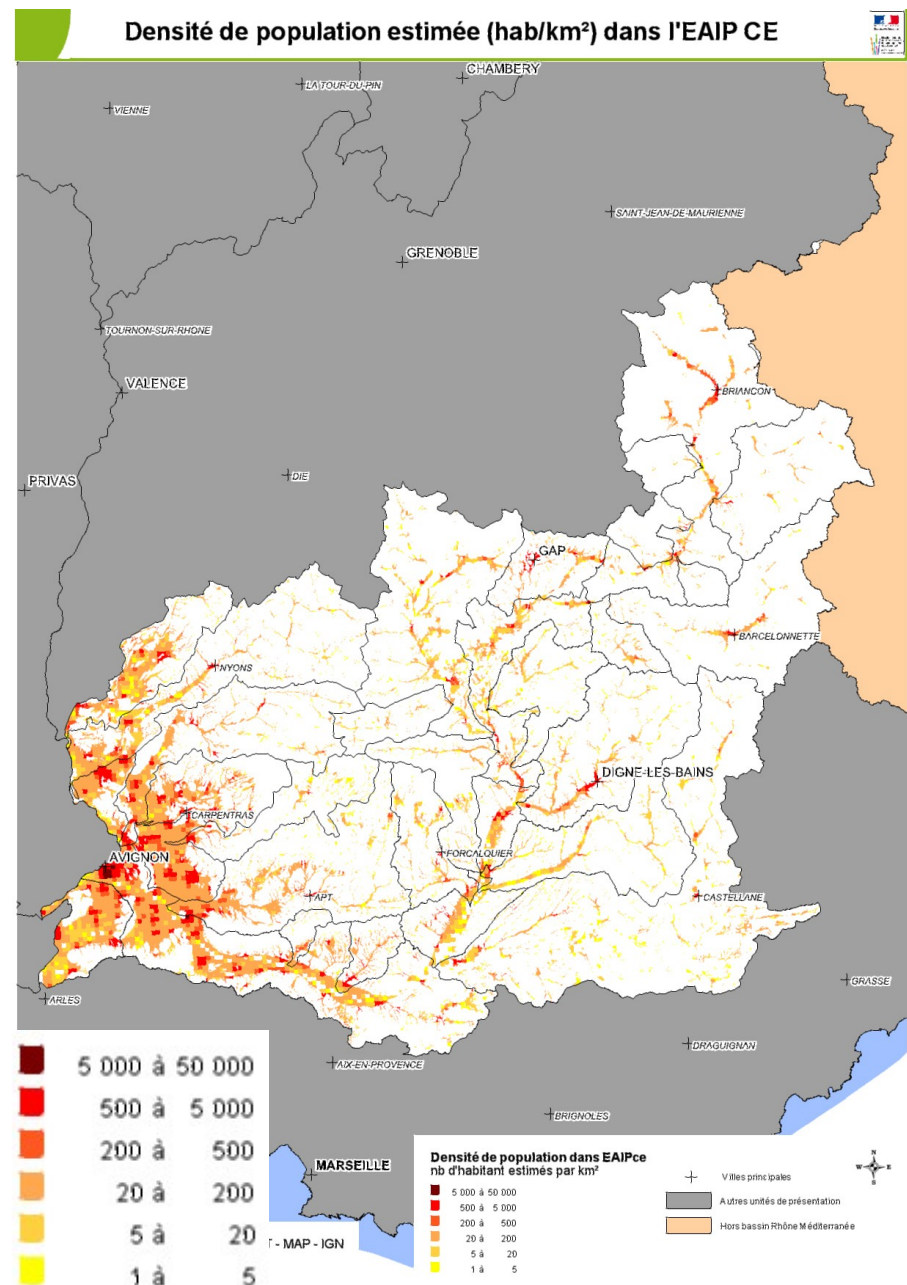 Densité de population estimée (hab/km²) dans l'EAIP CE
CHAMBERY
LA TOUR-DU-PIN
VIENNE
SAINT-JEAN-DE-MAURIENNE
GRENOBLE
TOURNON-SUR-RHONE
VALENCE
BRIANCON
DIE
PRIVAS
GAP
BARCELONNETTE
NYONS
DIGNE-LES-BAINS
CARPENTRAS
FORCALQUIER
AVIGNON
APT
CASTELLANE
GRASSE
ARLES
DRAGUIGNAN
AIX-EN-PROVENCE
BRIGNOLES
MARSEILLE
5 000 à 50 000
500 à 5 000
200 à 500
20 à 200
5 à 20
1 à 5
T - MAP - IGN
Densité de population dans EAIPce
nb d'habitant estimés par km²
5 000 à 50 000
500 à 5 000
200 à 500
20 à 200
5 à 20
1 à 5
Villes principales
Autres unités de présentation
Hors bassin Rhône Méditerranée
N
W E
S